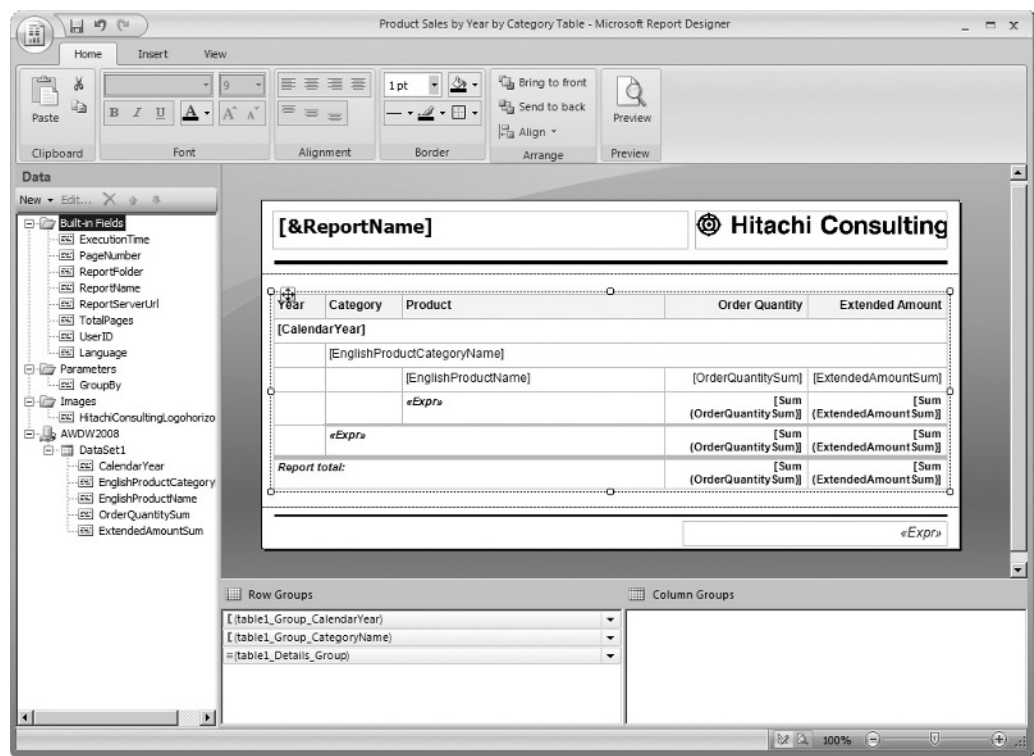 Product Sales by Year by Category Table - Microsoft Report Designer
Home Insert View
Paste
9
B I U A A A
1 pt
Bring to front
Send to back
Align
Preview
Clipboard Font Alignment Border Arrange Preview
Data
New Edit...
Built-in Fields
ExecutionTime
PageNumber
ReportFolder
ReportName
ReportServerUrl
TotalPages
UserID
Language
Parameters
GroupBy
Images
HitachiConsultingLogohorizo
AWDW2008
DataSet1
CalendarYear
EnglishProductCategory
EnglishProductName
OrderQuantitySum
ExtendedAmountSum
[&ReportName] Hitachi Consulting
Year Category Product Order Quantity Extended Amount
[CalendarYear]
[EnglishProductCategoryName]
[EnglishProductName] [OrderQuantitySum] [ExtendedAmountSum]
«Expr» [Sum [Sum
(OrderQuantitySum)] (ExtendedAmountSum)]
«Expr» [Sum [Sum
(OrderQuantitySum)] (ExtendedAmountSum)]
Report total: [Sum [Sum
(OrderQuantitySum)] (ExtendedAmountSum)]
«Expr»
Row Groups Column Groups
[(table1_Group_CalendarYear)
[(table1_Group_CategoryName)
=(table1_Details_Group)
100%